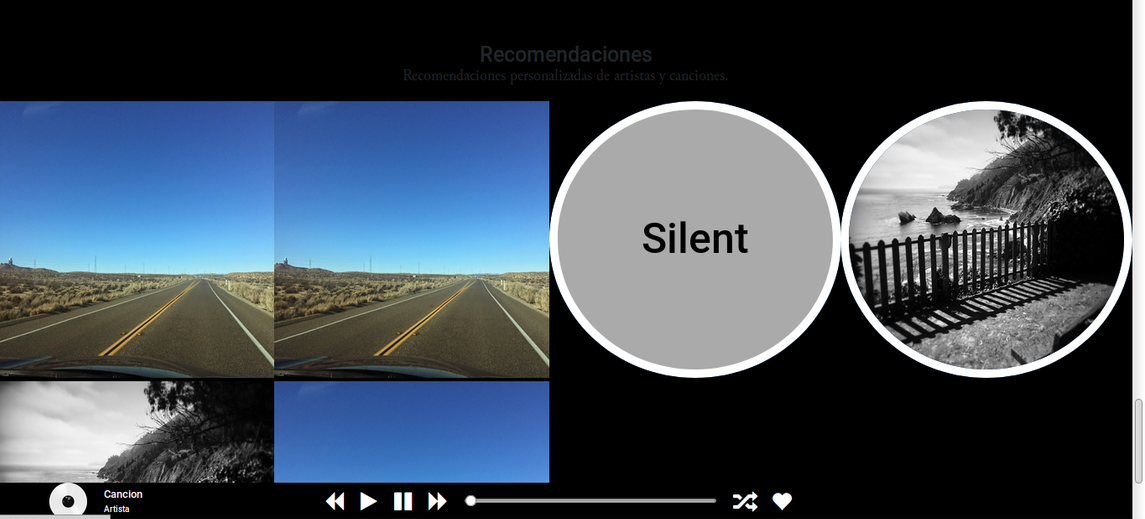 Recomendaciones
Recomendaciones personalizadas de artistas y canciones.
Silent
Cancion
Artista